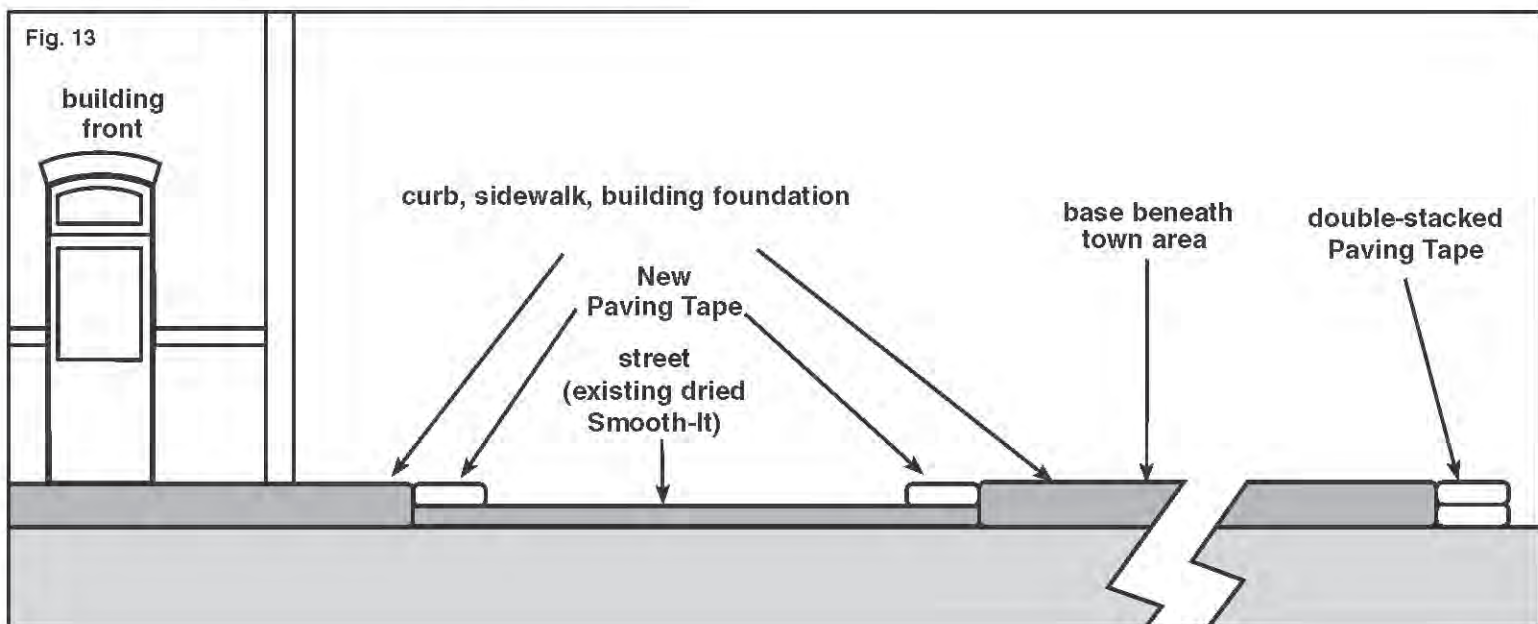 Fig. 13
building
front
curb, sidewalk, building foundation
New
Paving Tape
street
(existing dried
Smooth-It)
base beneath
town area
double-stacked
Paving Tape